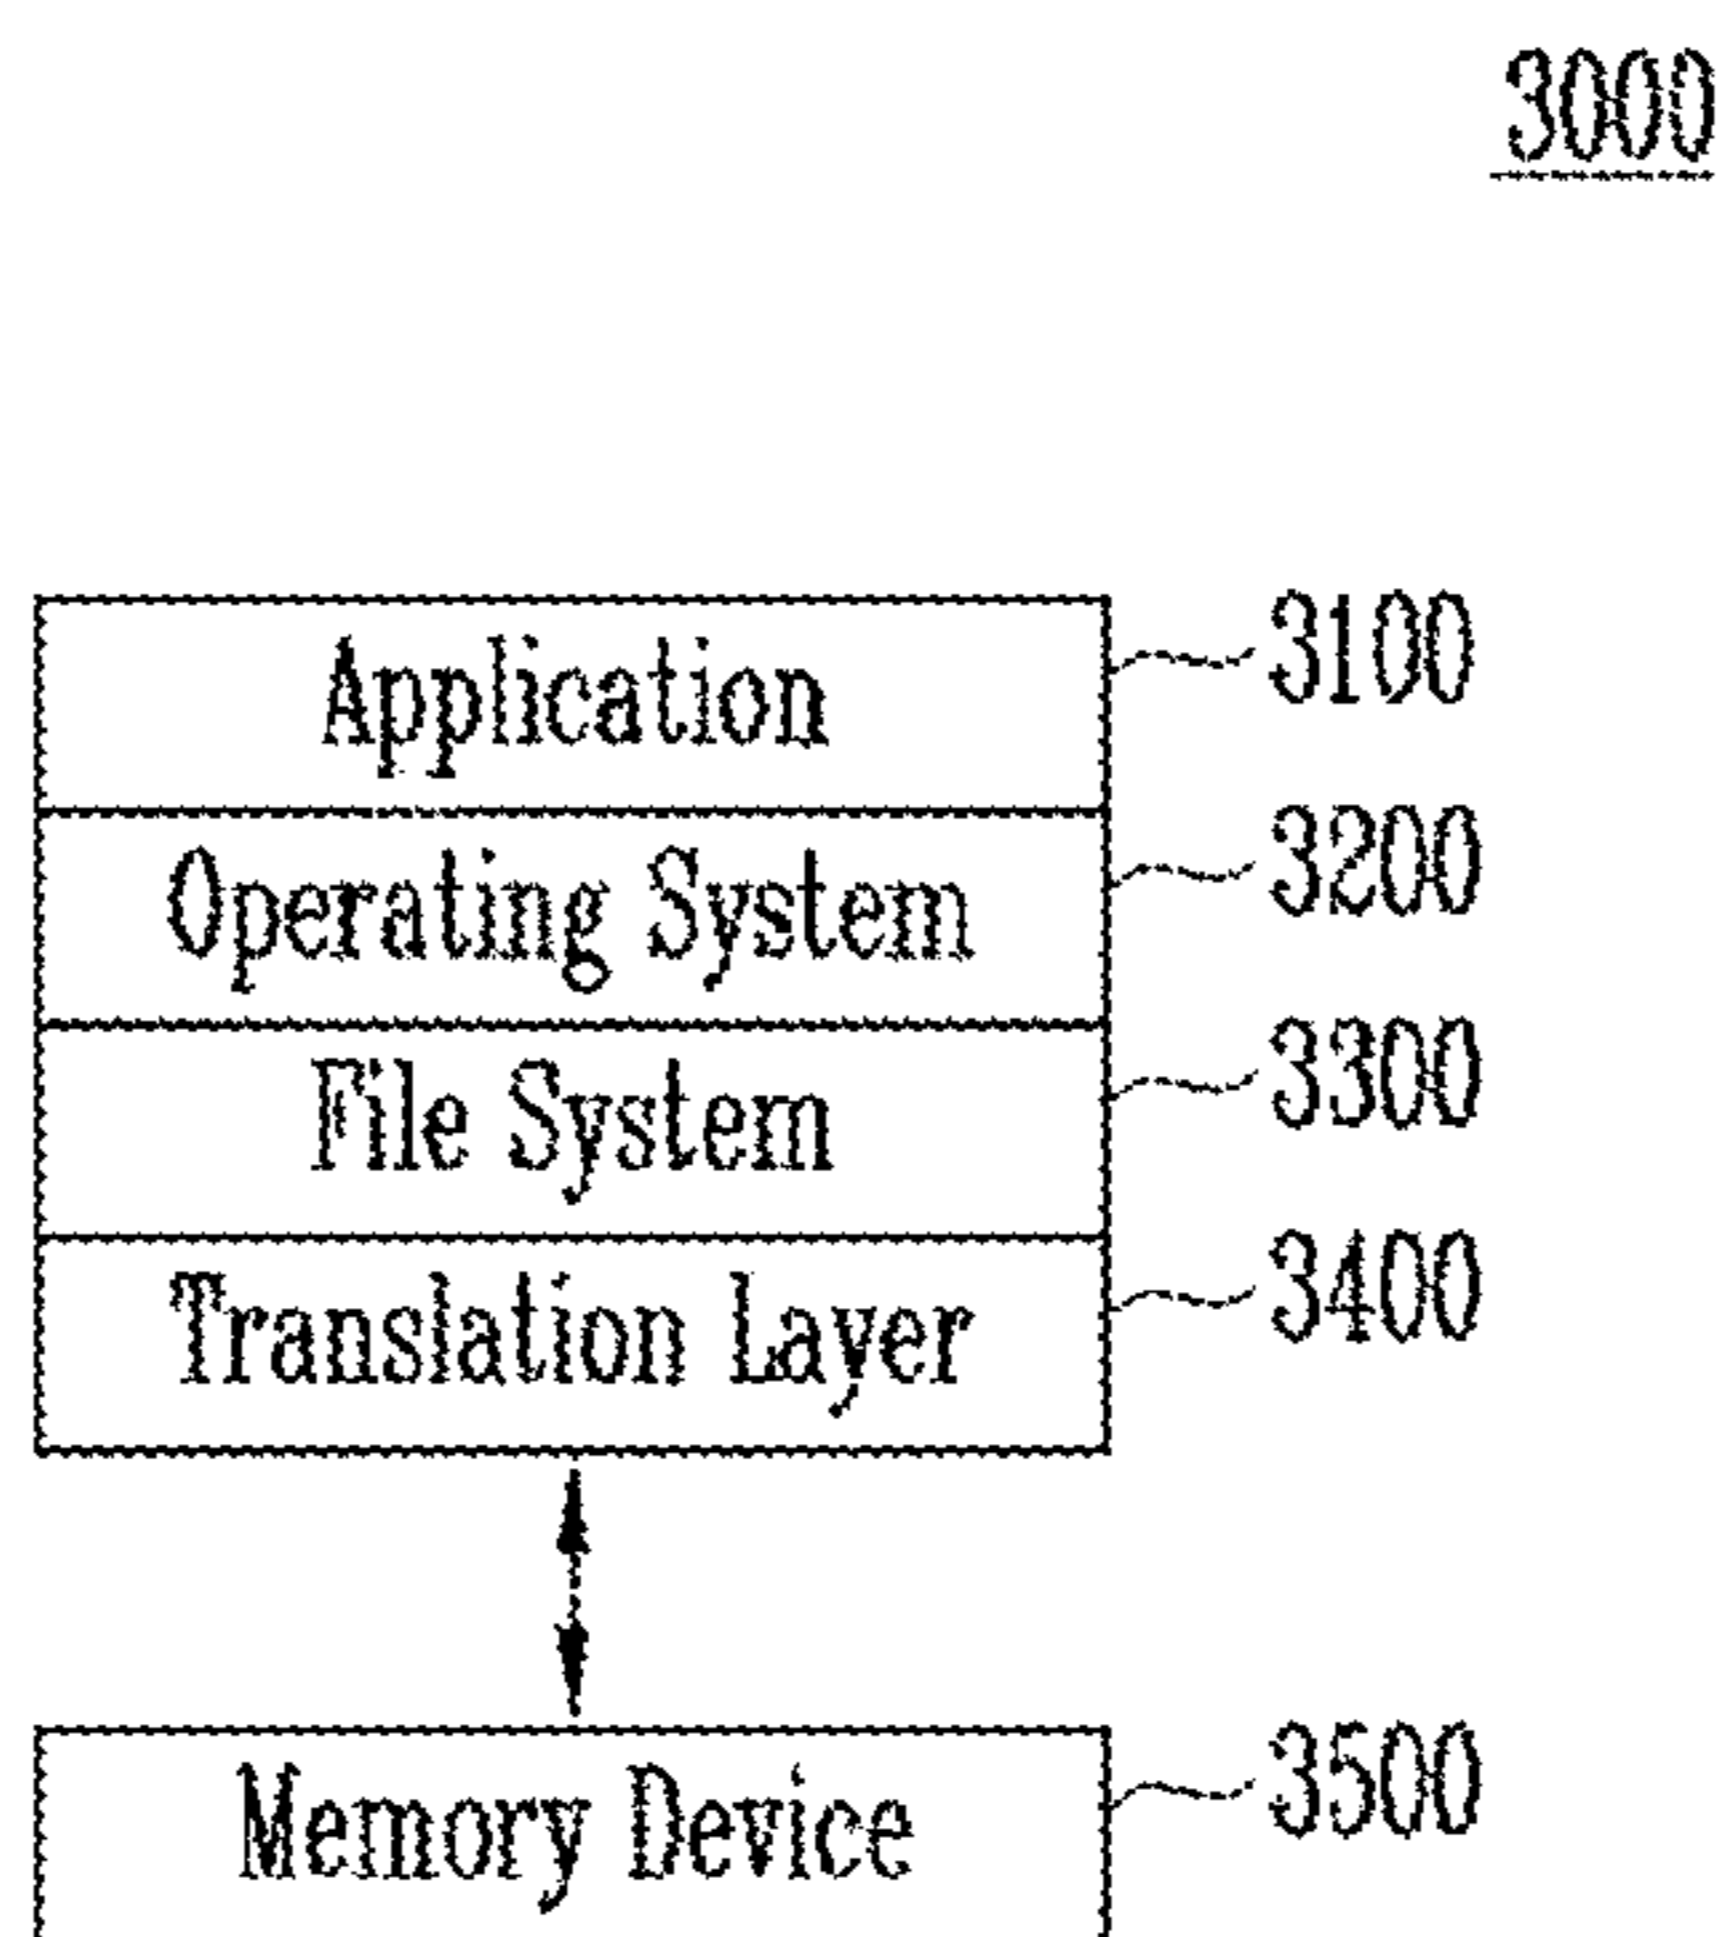 3000
Application 3100
Operating System 3200
File System 3300
Translation Layer 3400
Memory Device 3500